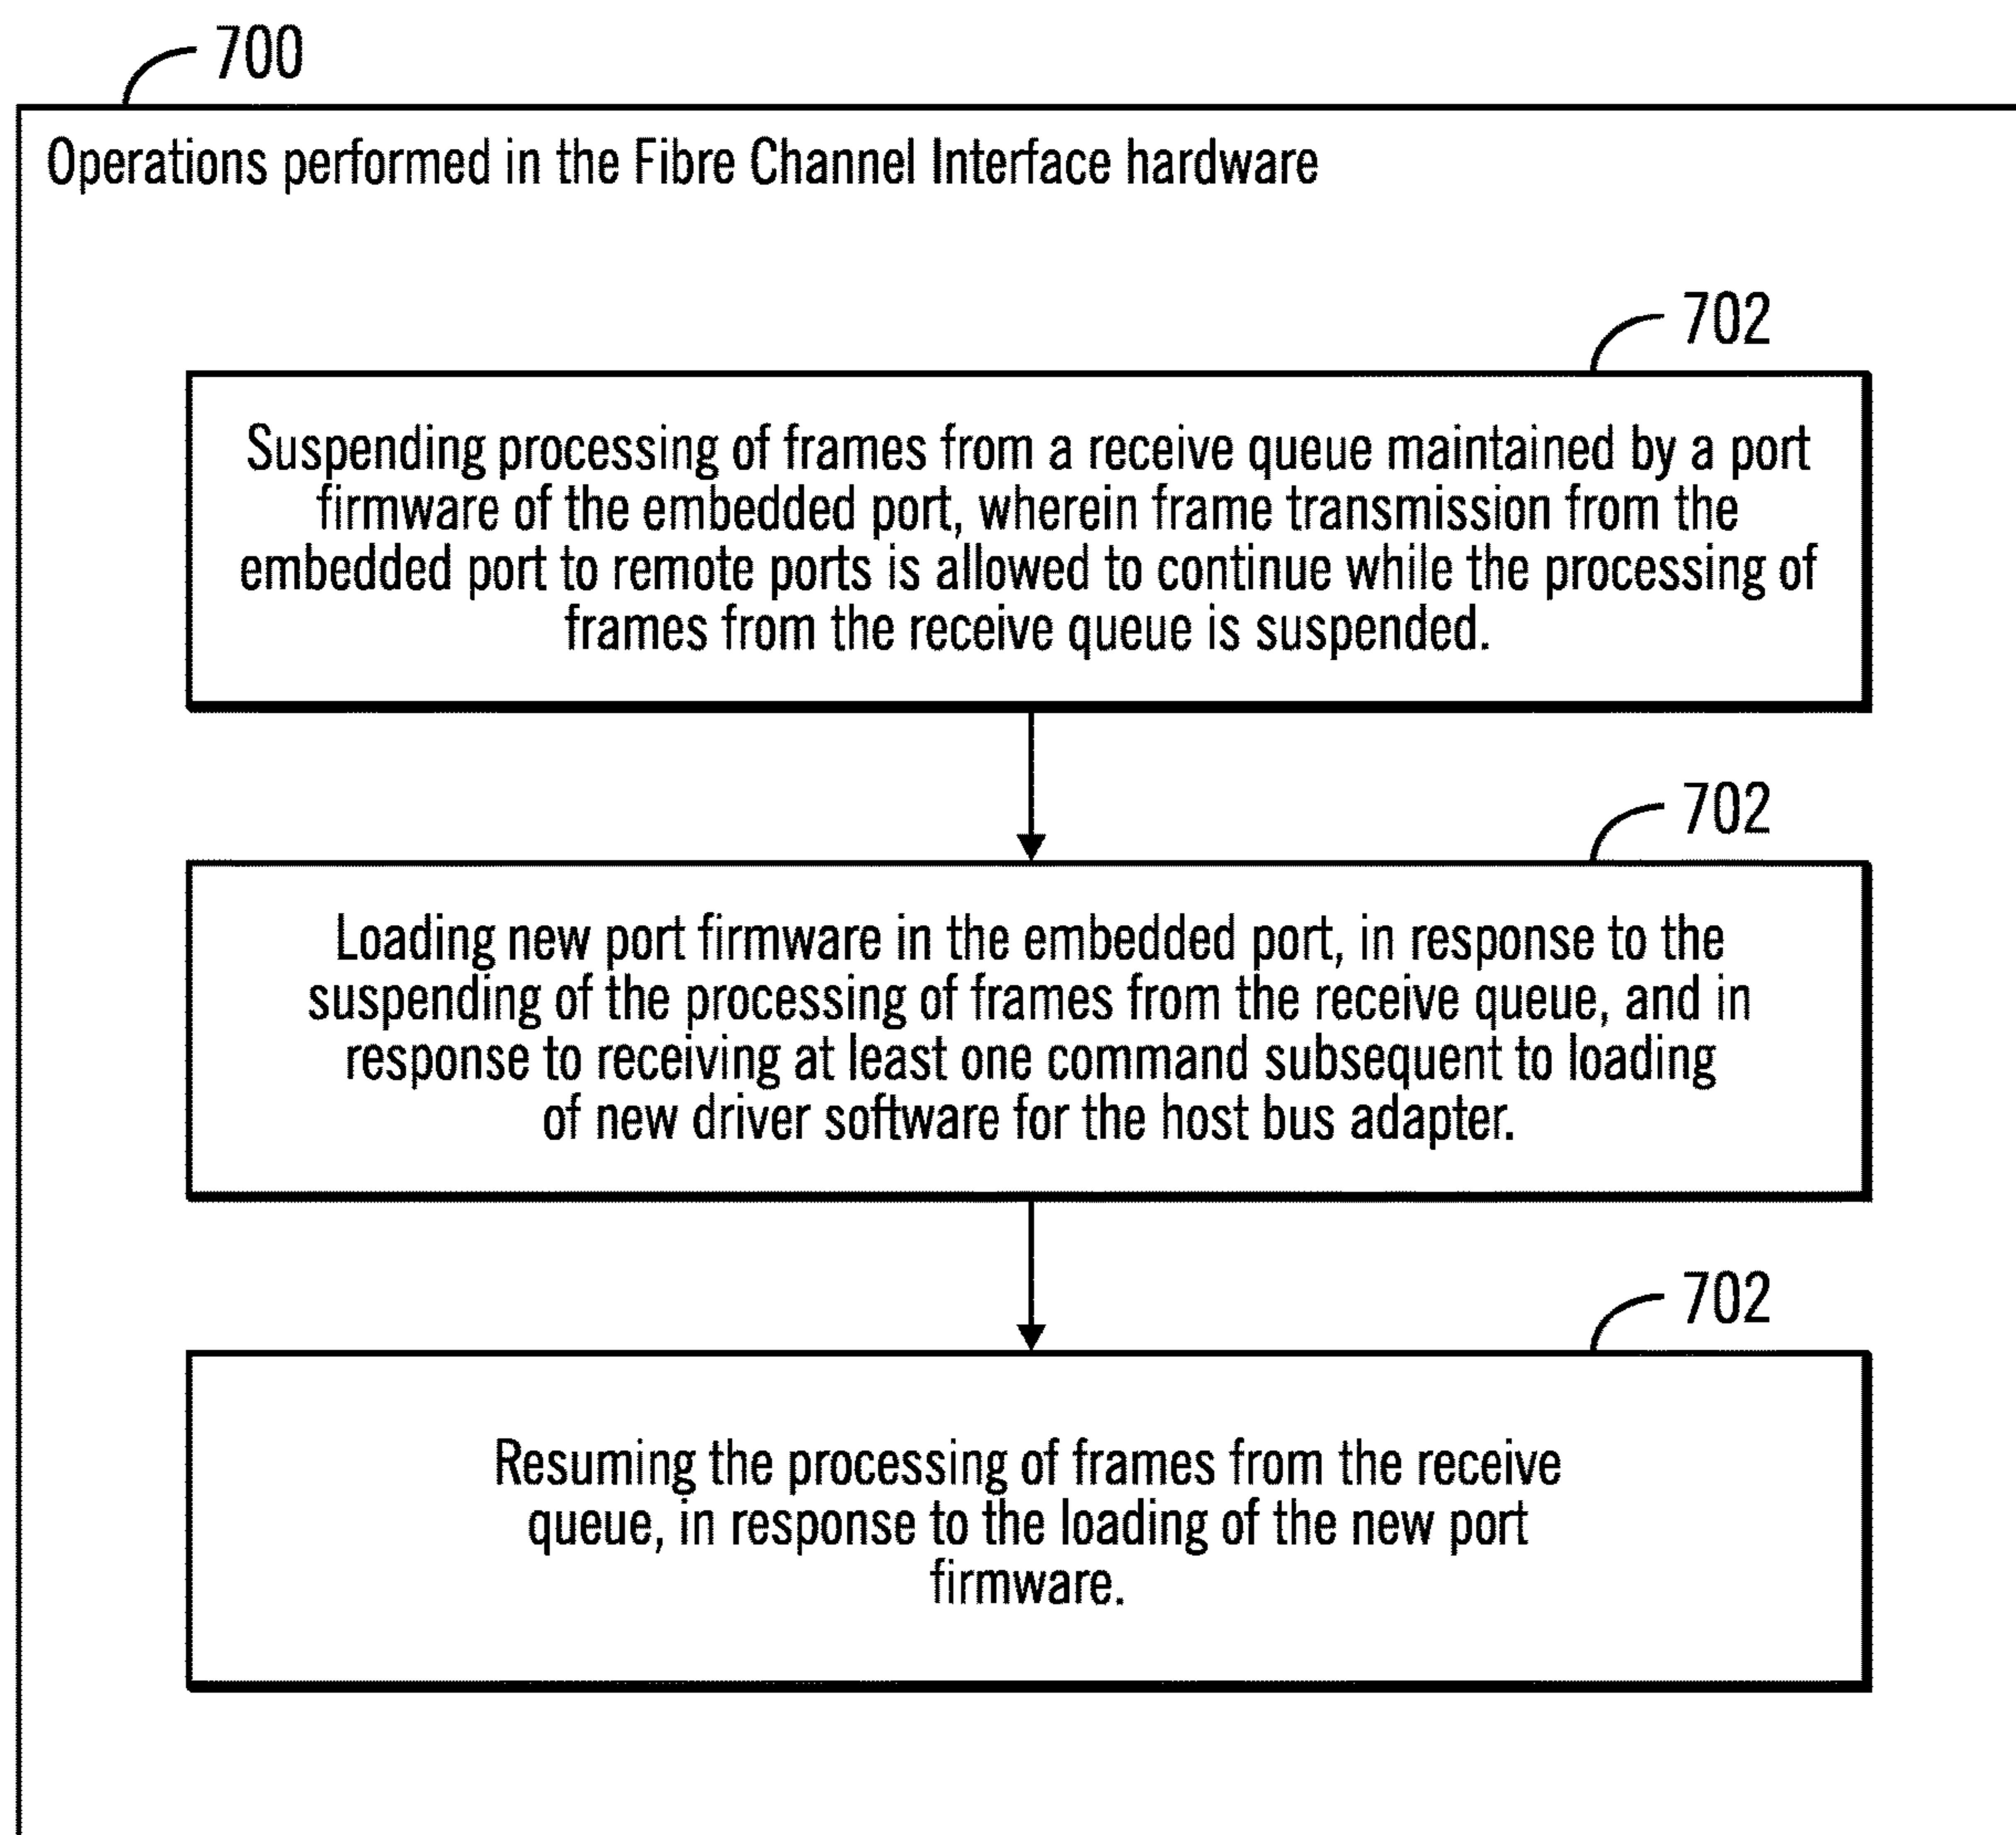 700
Operations performed in the Fibre Channel Interface hardware
702
Suspending processing of frames from a receive queue maintained by a port
firmware of the embedded port, wherein frame transmission from the
embedded port to remote ports is allowed to continue while the processing of
frames from the receive queue is suspended.
702
Loading new port firmware in the embedded port, in response to the
suspending of the processing of frames from the receive queue, and in
response to receiving at least one command subsequent to loading
of new driver software for the host bus adapter.
702
Resuming the processing of frames from the receive
queue, in response to the loading of the new port
firmware.